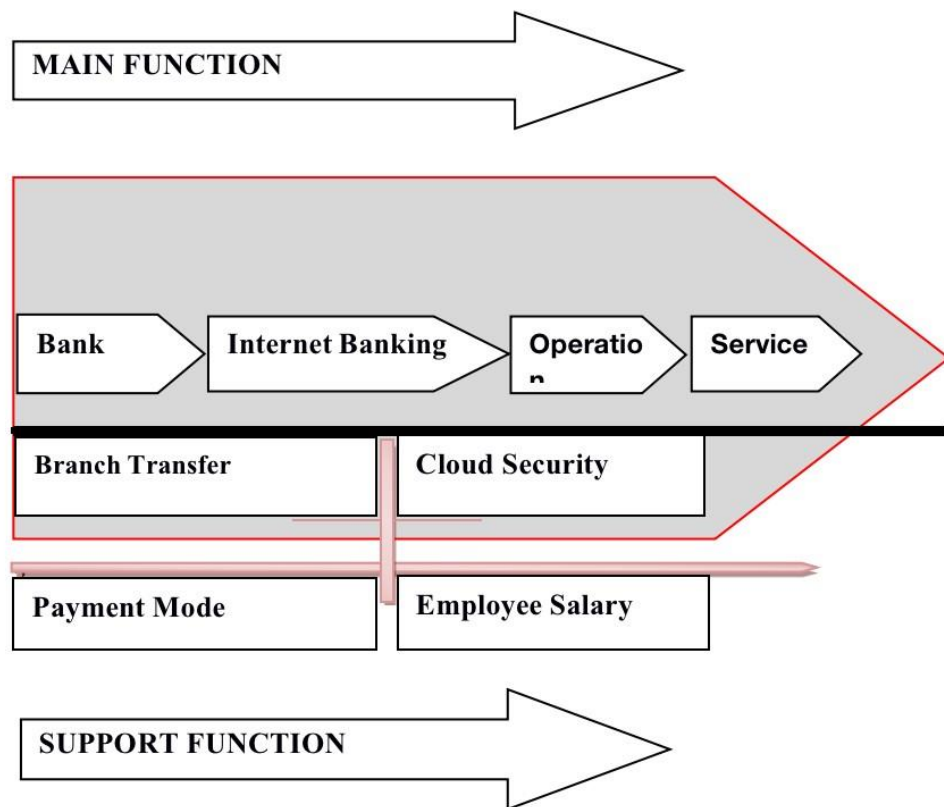 MAIN FUNCTION
Bank
Internet Banking
Operatio
n
Service
Branch Transfer
Cloud Security
Payment Mode
Employee Salary
SUPPORT FUNCTION